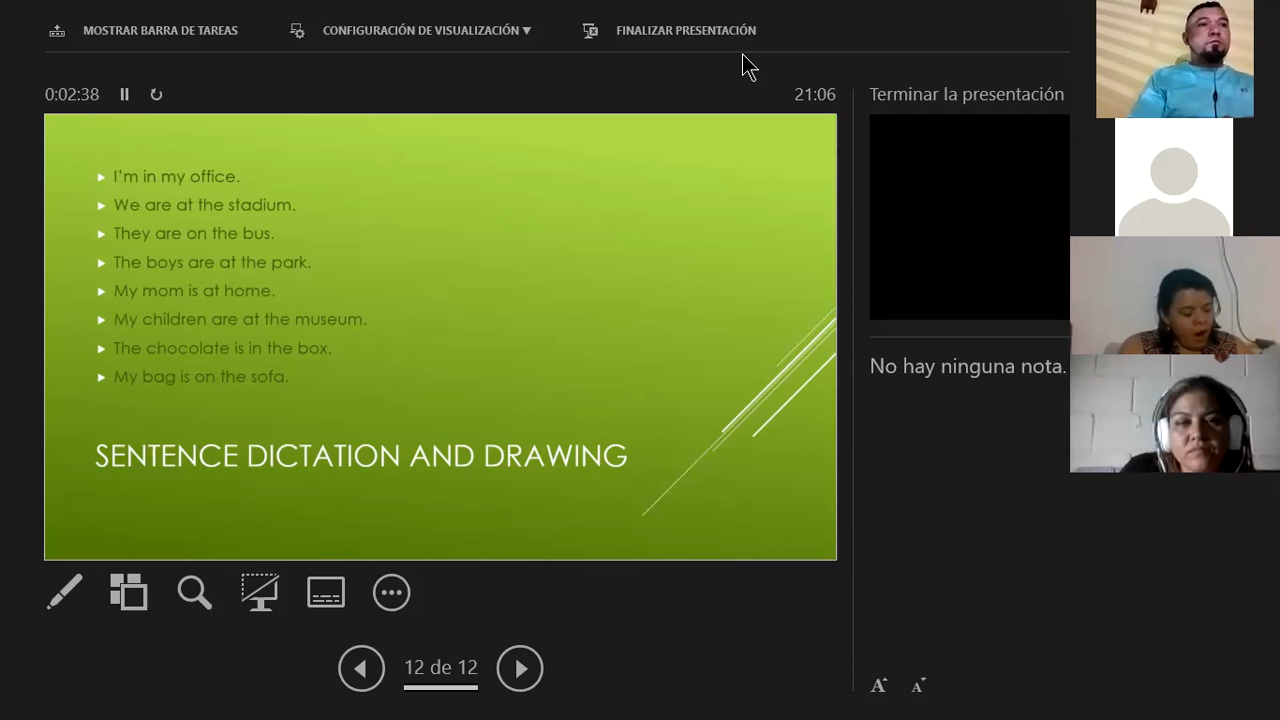 MOSTRAR BARRA DE TAREAS
CONFIGURACIÓN DE VISUALIZACIÓN ▼
FINALIZAR PRESENTACIÓN
0:02:38
21:06
Terminar la presentación
I'm in my office.
We are at the stadium.
They are on the bus.
The boys are at the park.
My mom is at home.
My children are at the museum.
The chocolate is in the box.
My bag is on the sofa.
SENTENCE DICTATION AND DRAWING
No hay ninguna nota.
12 de 12
A A